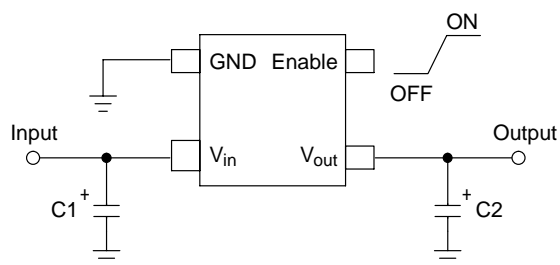 ON
GND Enable
OFF
Input
Output
Vin Vout
C1 +
+ C2